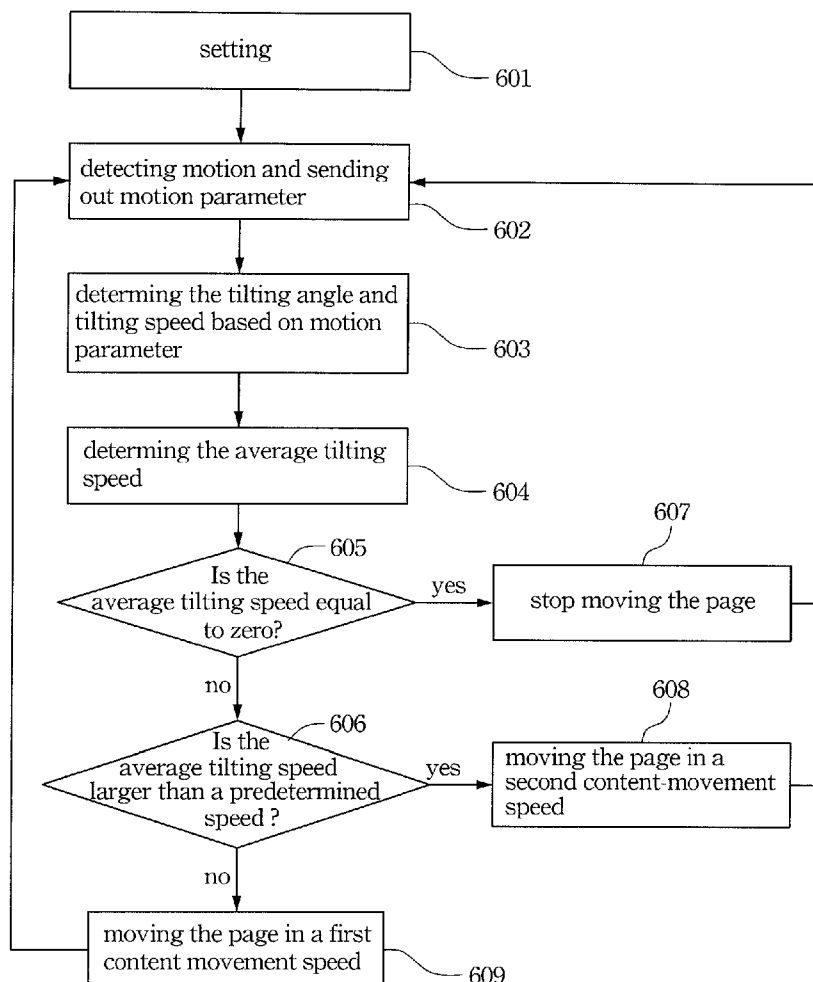 setting
601
detecting motion and sending
out motion parameter
602
determing the tilting angle and
tilting speed based on motion
parameter
603
determing the average tilting
speed
604
605
Is the
average tilting speed equal
to zero?
yes
607
stop moving the page
no
606
Is the
average tilting speed
larger than a predetermined
speed ?
yes
608
moving the page in a
second content-movement
speed
no
moving the page in a first
content movement speed
609